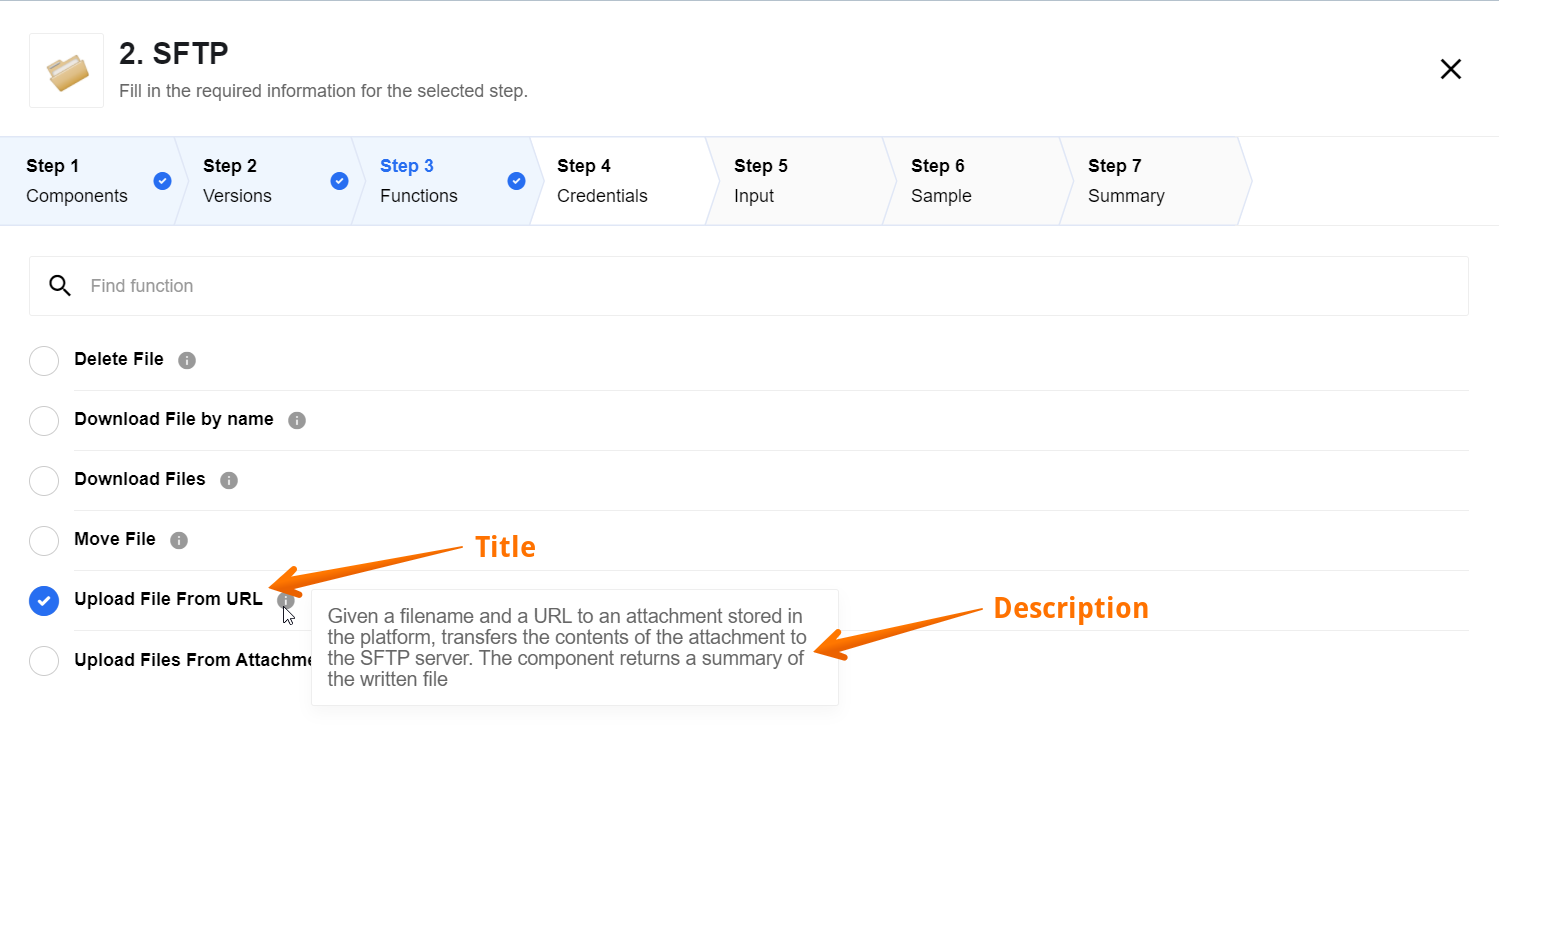 2. SFTP
Fill in the required information for the selected step.
Step 1
Components
Step 2
Versions
Step 3
Functions
Step 4
Credentials
Step 5
Input
Step 6
Sample
Step 7
Summary
Find function
Delete File
Download File by name
Download Files
Move File
Title
Upload File From URL
Description
Given a filename and a URL to an attachment stored in
the platform, transfers the contents of the attachment to
the SFTP server. The component returns a summary of
the written file
Upload Files From Attachme